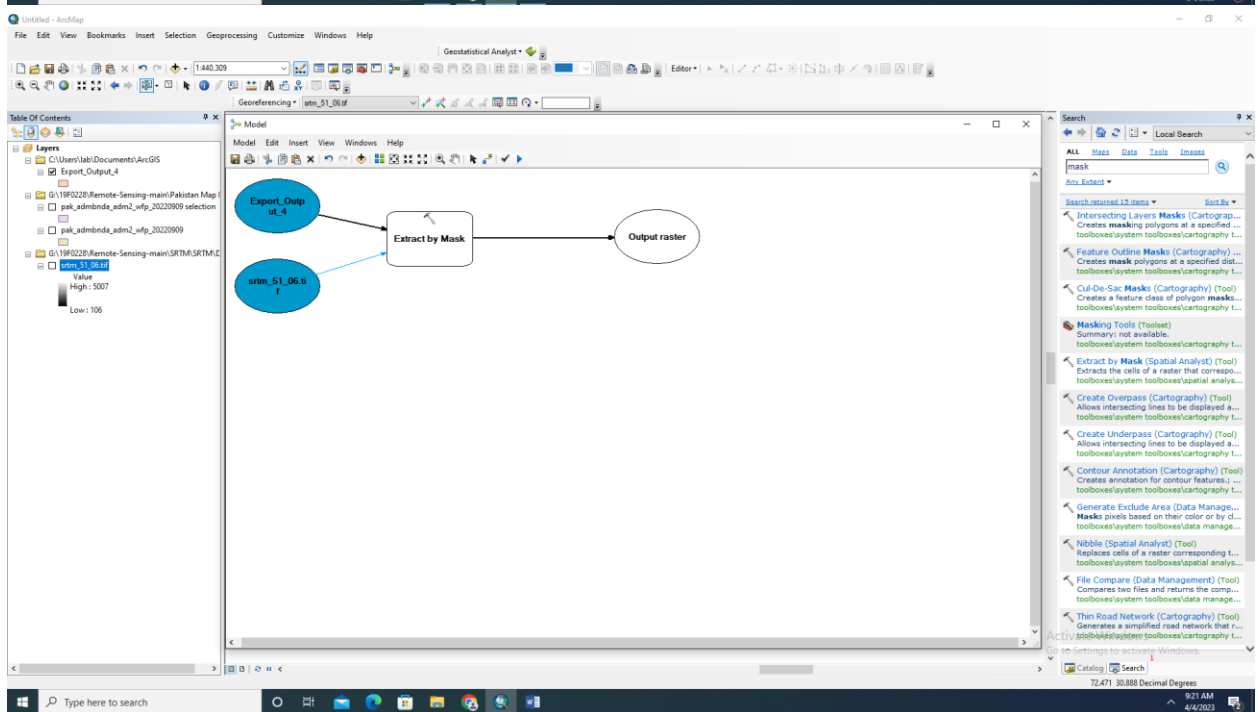 Untitled - ArcMap
File Edit View Bookmarks Insert Selection Geoprocessing Customize Windows Help
Geostatistical Analyst
1:440,309
Editor
Georeferencing srtm_51_06.tif
Table Of Contents
Layers
C:\Users\lab\Documents\ArcGIS
Export_Output_4
G:\19F0228\Remote-Sensing-main\Pakistan Map
pak_admbnda_adm2_wfp_20220909 selection
pak_admbnda_adm2_wfp_20220909
G:\19F0228\Remote-Sensing-main\SRTM\SRTM\
srtm_51_06.tif
Value
High : 5007
Low : 106
Model
Model Edit Insert View Windows Help
Export_Outp
ut_4
Extract by Mask
Output raster
srtm_51_06.ti
f
Search
Local Search
ALL Maps Data Tools Images
mask
Any Extent
Search returned 15 items Sort By
Intersecting Layers Masks (Cartograp...
Creates masking polygons at a specified ...
toolboxes\system toolboxes\cartography t...
Feature Outline Masks (Cartography) ...
Creates mask polygons at a specified dist...
toolboxes\system toolboxes\cartography t...
Cul-De-Sac Masks (Cartography) (Tool)
Creates a feature class of polygon masks...
toolboxes\system toolboxes\cartography t...
Masking Tools (Toolset)
Summary: not available.
toolboxes\system toolboxes\cartography t...
Extract by Mask (Spatial Analyst) (Tool)
Extracts the cells of a raster that correspo...
toolboxes\system toolboxes\spatial analys...
Create Overpass (Cartography) (Tool)
Allows intersecting lines to be displayed a...
toolboxes\system toolboxes\cartography t...
Create Underpass (Cartography) (Tool)
Allows intersecting lines to be displayed a...
toolboxes\system toolboxes\cartography t...
Contour Annotation (Cartography) (Tool)
Creates annotation for contour features.; ...
toolboxes\system toolboxes\cartography t...
Generate Exclude Area (Data Manage...
Masks pixels based on their color or by cl...
toolboxes\system toolboxes\data manage...
Nibble (Spatial Analyst) (Tool)
Replaces cells of a raster corresponding t...
toolboxes\system toolboxes\spatial analys...
File Compare (Data Management) (Tool)
Compares two files and returns the comp...
toolboxes\system toolboxes\data manage...
Thin Road Network (Cartography) (Tool)
Generates a simplified road network that r...
toolboxes\system toolboxes\cartography t...
Activate Windows
Go to Settings to activate Windows.
1
Catalog Search
72.471 30.888 Decimal Degrees
Type here to search
9:21 AM
4/4/2023
2